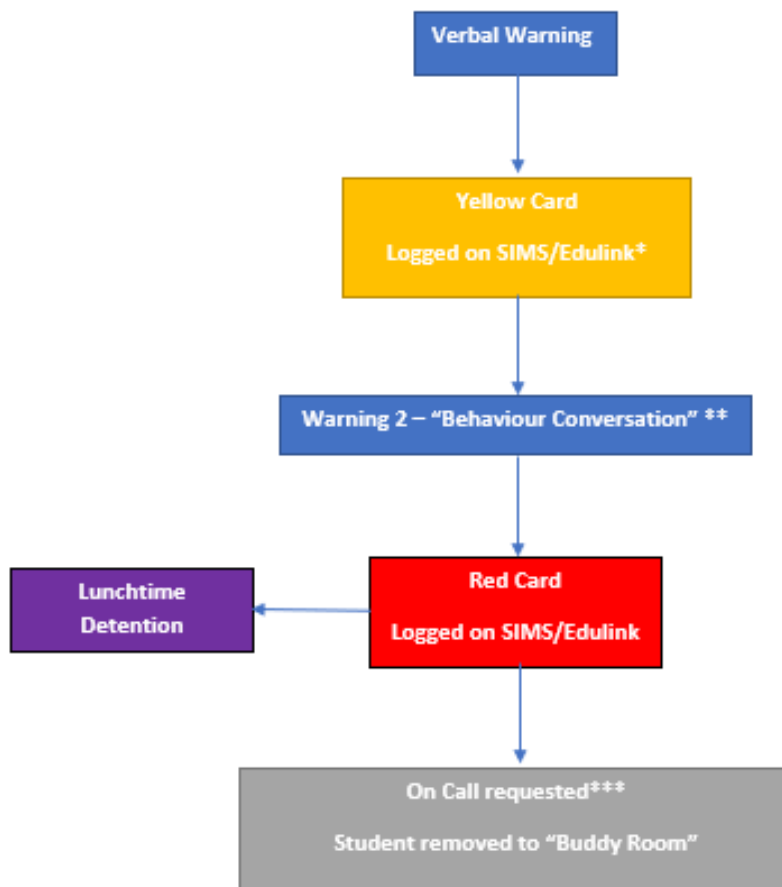 Verbal Warning
Yellow Card
Logged on SIMS/Edulink*
Warning 2 – “Behaviour Conversation” **
Red Card
Logged on SIMS/Edulink
Lunchtime
Detention
On Call requested***
Student removed to “Buddy Room”